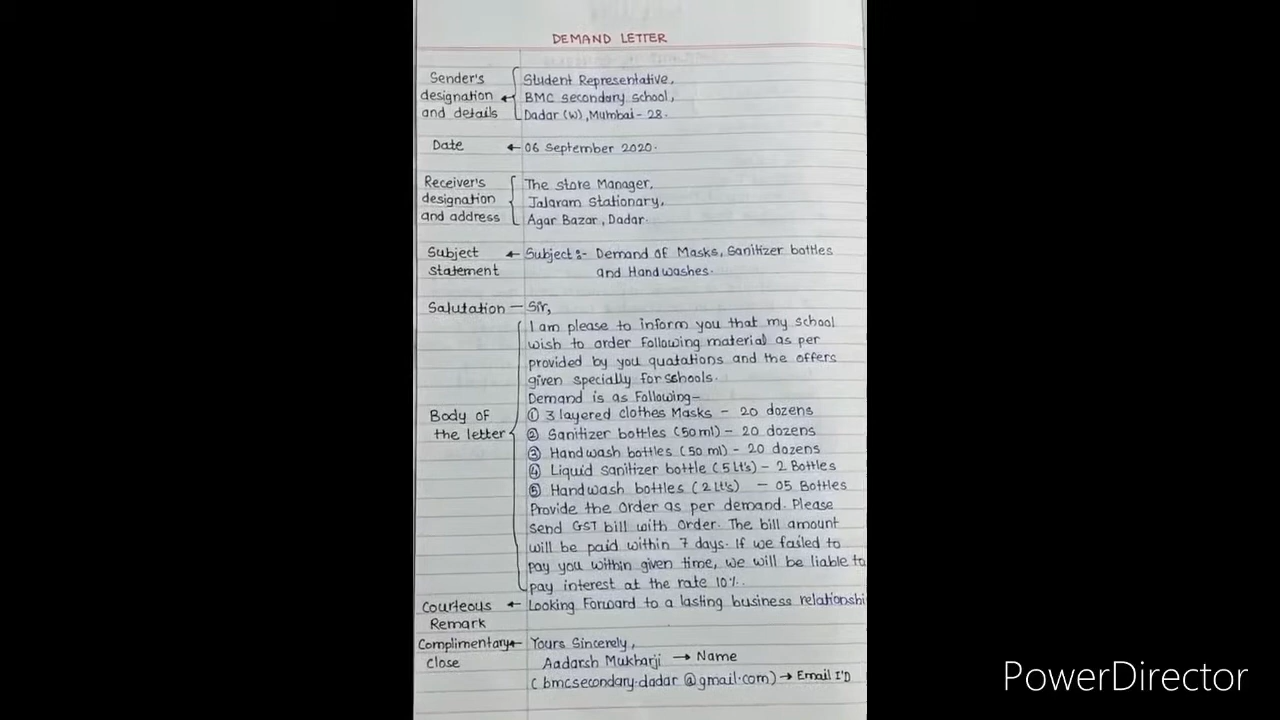 DEMAND LETTER
Sender's designation and details ← Student Representative,
BMC secondary school,
Dadar (W), Mumbai - 28.
Date ← 06 September 2020.
Receiver's designation and address The store Manager,
Jalaram Stationary,
Agar Bazar, Dadar.
Subject statement ← Subject :- Demand of Masks, Sanitizer bottles
and Handwashes.
Salutation — Sir,
I am please to inform you that my school
wish to order following material as per
provided by you quatations and the offers
given specially for schools.
Demand is as Following-
Body of the letter
① 3 layered clothes Masks - 20 dozens
② Sanitizer bottles (50ml) - 20 dozens
③ Handwash bottles (50 ml) - 20 dozens
④ Liquid sanitizer bottle (5 Lt's) - 2 Bottles
⑤ Handwash bottles (2 Lt's) - 05 Bottles
Provide the Order as per demand. Please
send GST bill with order. The bill amount
will be paid within 7 days. If we failed to
pay you within given time, we will be liable to
pay interest at the rate 10%.
Courteous Remark ← Looking Forward to a lasting business relationshi
Complimentary close ← Yours Sincerely,
Aadarsh Mukharji → Name
(bmcsecondary.dadar @gmail.com) → Email I'D
PowerDirector